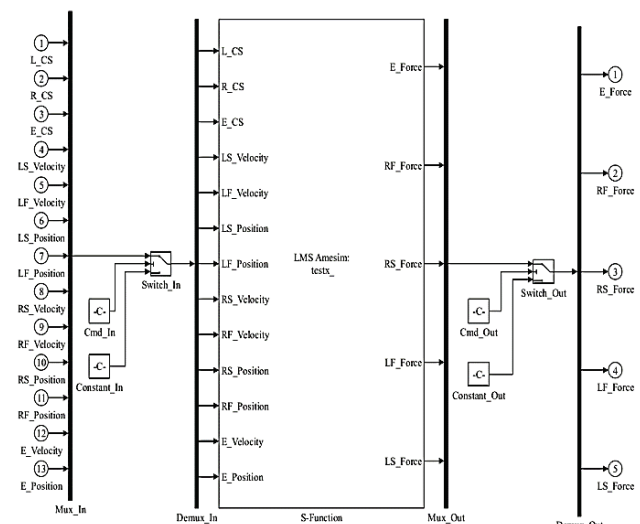 1
L_CS
2
R_CS
3
E_CS
4
LS_Velocity
5
LF_Velocity
6
LS_Position
7
LF_Position
8
RS_Velocity
9
RF_Velocity
10
RS_Position
11
RF_Position
12
E_Velocity
13
E_Position
Mux_In
-C-
Cmd_In
-C-
Constant_In
Switch_In
Demux_In
L_CS
R_CS
E_CS
LS_Velocity
LF_Velocity
LS_Position
LF_Position
RS_Velocity
RF_Velocity
RS_Position
RF_Position
E_Velocity
E_Position
LMS Amesim:
testx_
S-Function
E_Force
RF_Force
RS_Force
LF_Force
LS_Force
Mux_Out
-C-
Cmd_Out
-C-
Constant_Out
Switch_Out
Demux_Out
1
E_Force
2
RF_Force
3
RS_Force
4
LF_Force
5
LS_Force